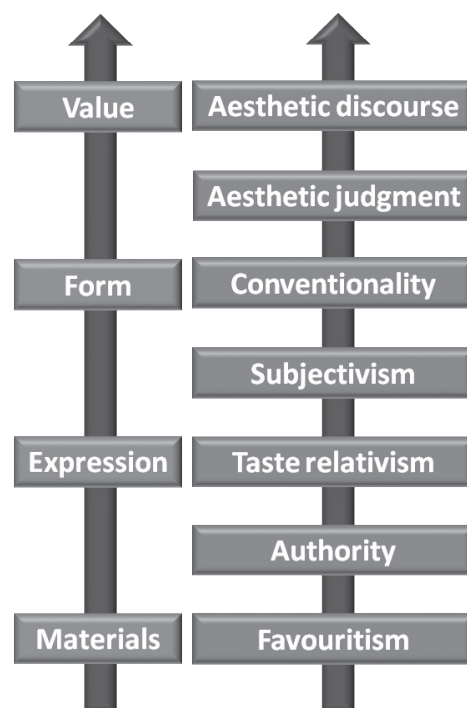 Value
Form
Expression
Materials
Aesthetic discourse
Aesthetic judgment
Conventionality
Subjectivism
Taste relativism
Authority
Favouritism